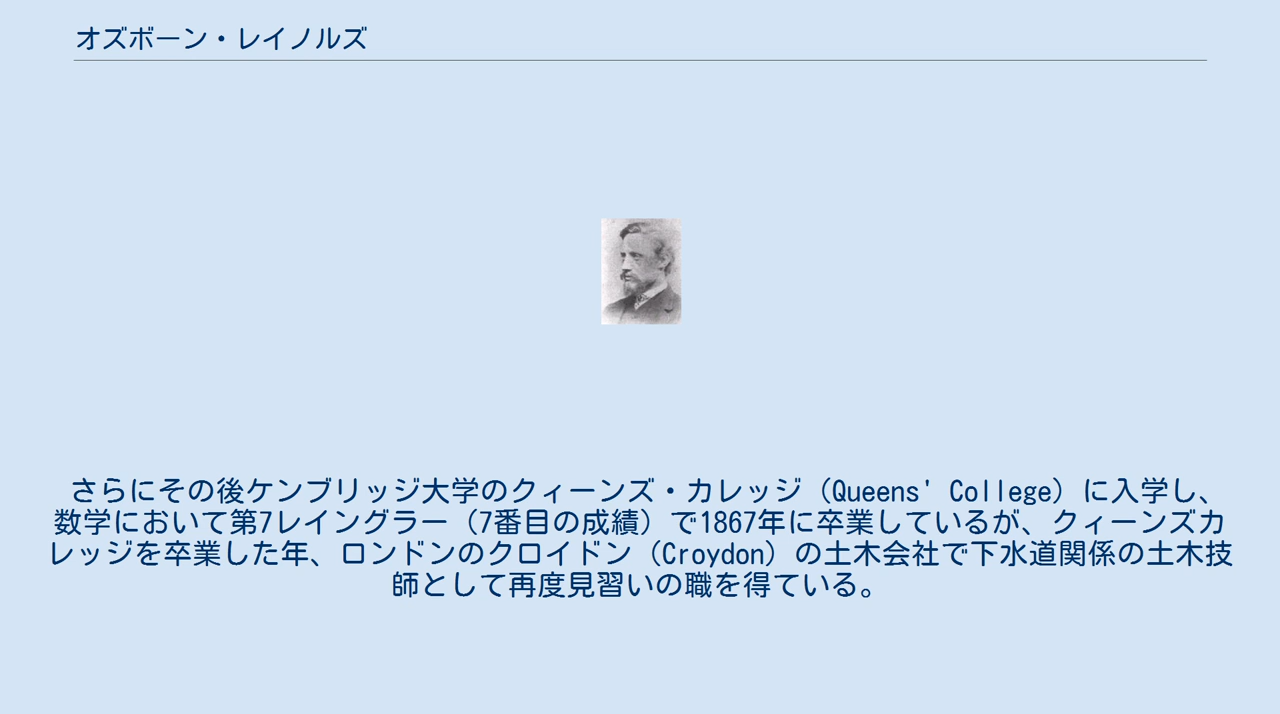 オズボーン・レイノルズ
さらにその後ケンブリッジ大学のクィーンズ・カレッジ（Queens' College）に入学し、
数学において第7レイングラー（7番目の成績）で1867年に卒業しているが、クィーンズカ
レッジを卒業した年、ロンドンのクロイドン（Croydon）の土木会社で下水道関係の土木技
師として再度見習いの職を得ている。